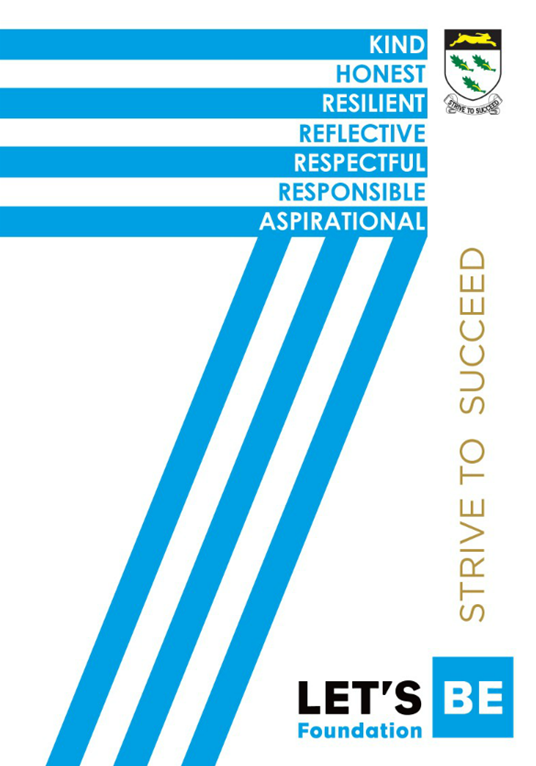 KIND
HONEST
RESILIENT
REFLECTIVE
RESPECTFUL
RESPONSIBLE
ASPIRATIONAL
STRIVE TO SUCCEED
STRIVE TO SUCCEED
LET'S BE
Foundation